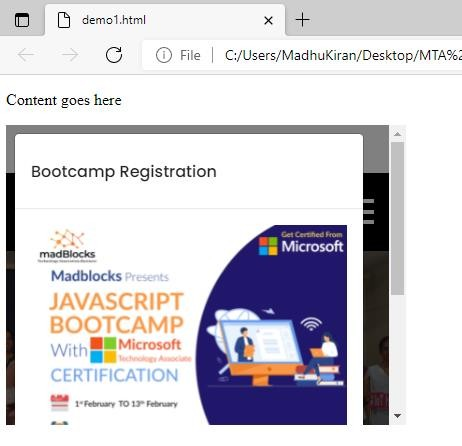 demo1.html
File | C:/Users/MadhuKiran/Desktop/MTA%2
Content goes here
Bootcamp Registration
Get Certified From
Microsoft
madBlocks
Madblocks Presents
JAVASCRIPT
BOOTCAMP
With Microsoft
Technology Associate
CERTIFICATION
1st February TO 13th February